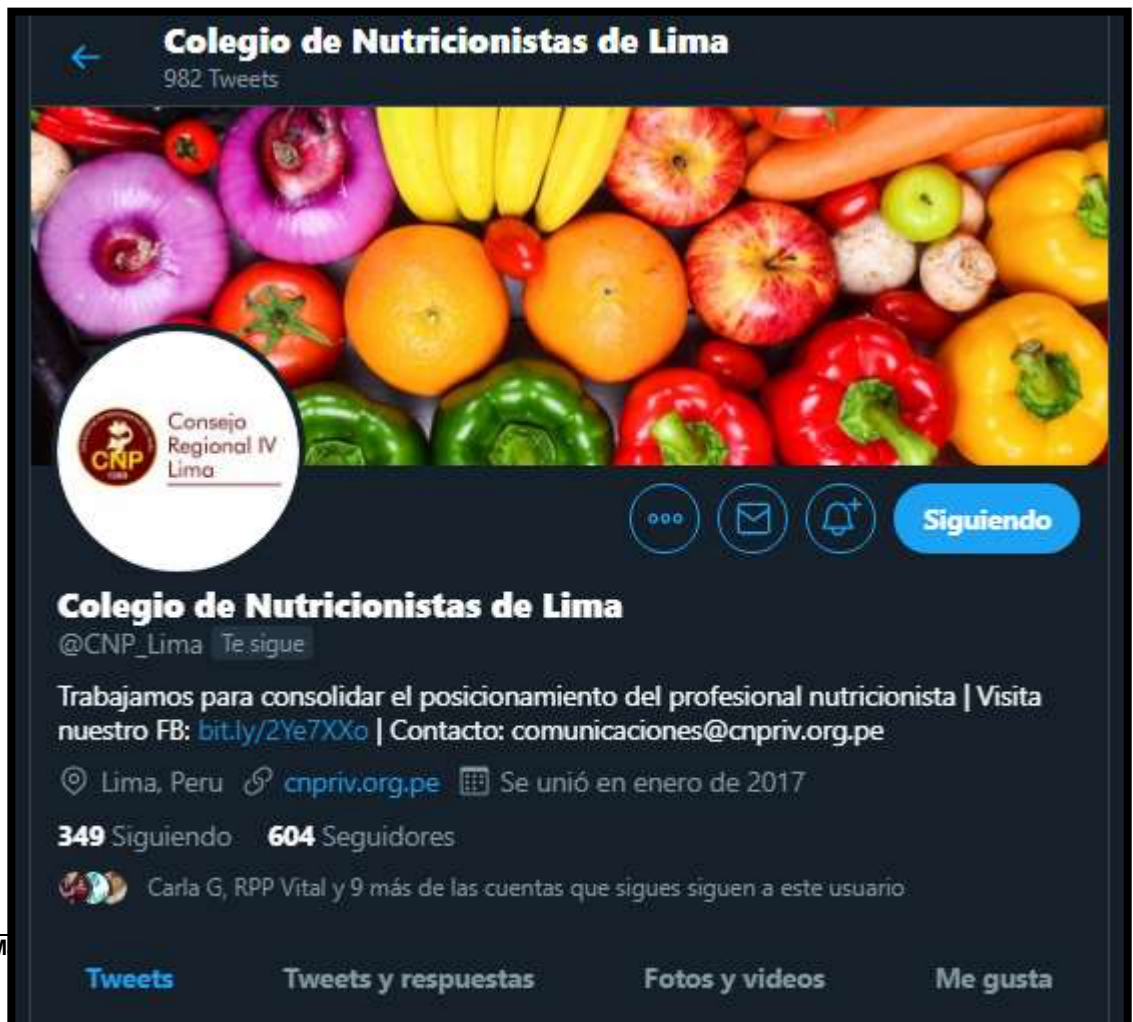 Colegio de Nutricionistas de Lima
982 Tweets
CNP
Consejo
Regional IV
Lima
Siguiendo
Colegio de Nutricionistas de Lima
@CNP_Lima Te sigue
Trabajamos para consolidar el posicionamiento del profesional nutricionista | Visita
nuestro FB: bit.ly/2Ye7XXo | Contacto: comunicaciones@cnpriv.org.pe
Lima, Peru cnpriv.org.pe Se unió en enero de 2017
349 Siguiendo 604 Seguidores
Carla G, RPP Vital y 9 más de las cuentas que sigues siguen a este usuario
M
Tweets Tweets y respuestas Fotos y videos Me gusta